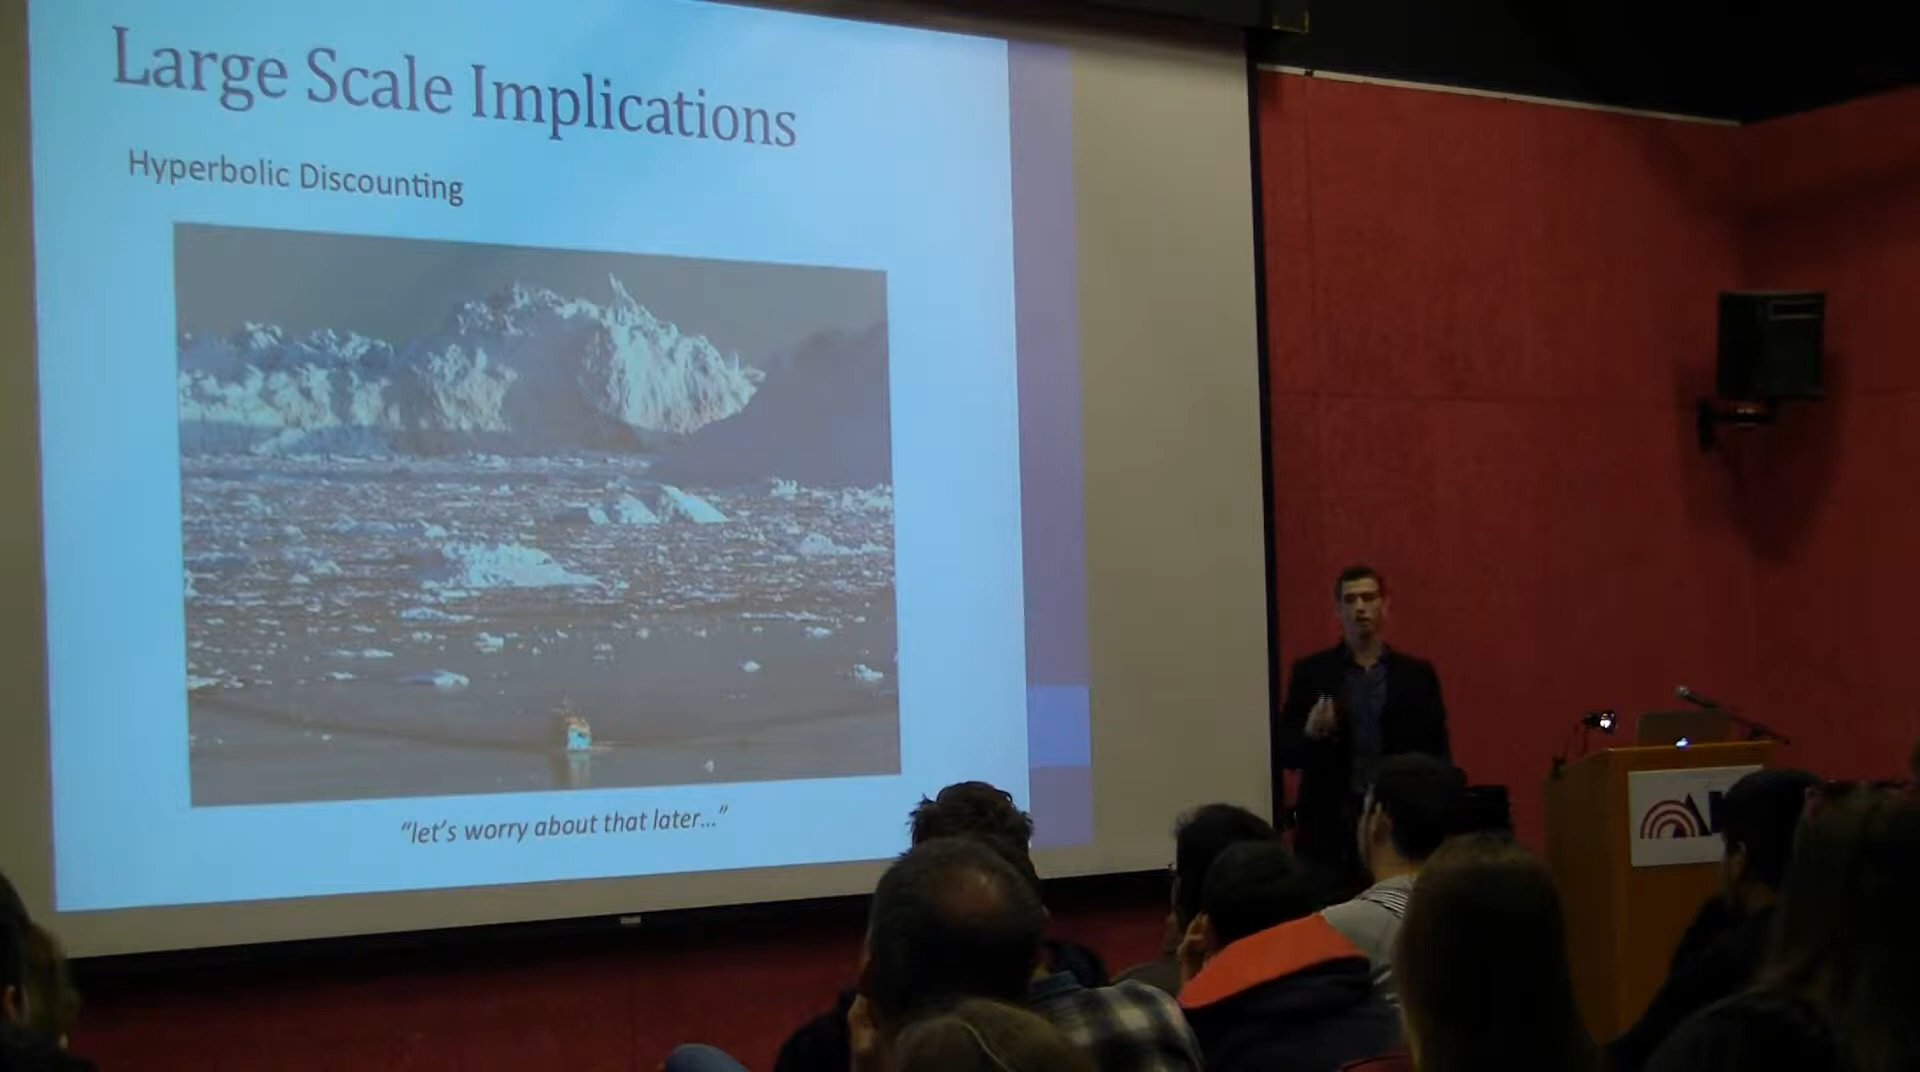 Large Scale Implications
Hyperbolic Discounting
“let’s worry about that later...”